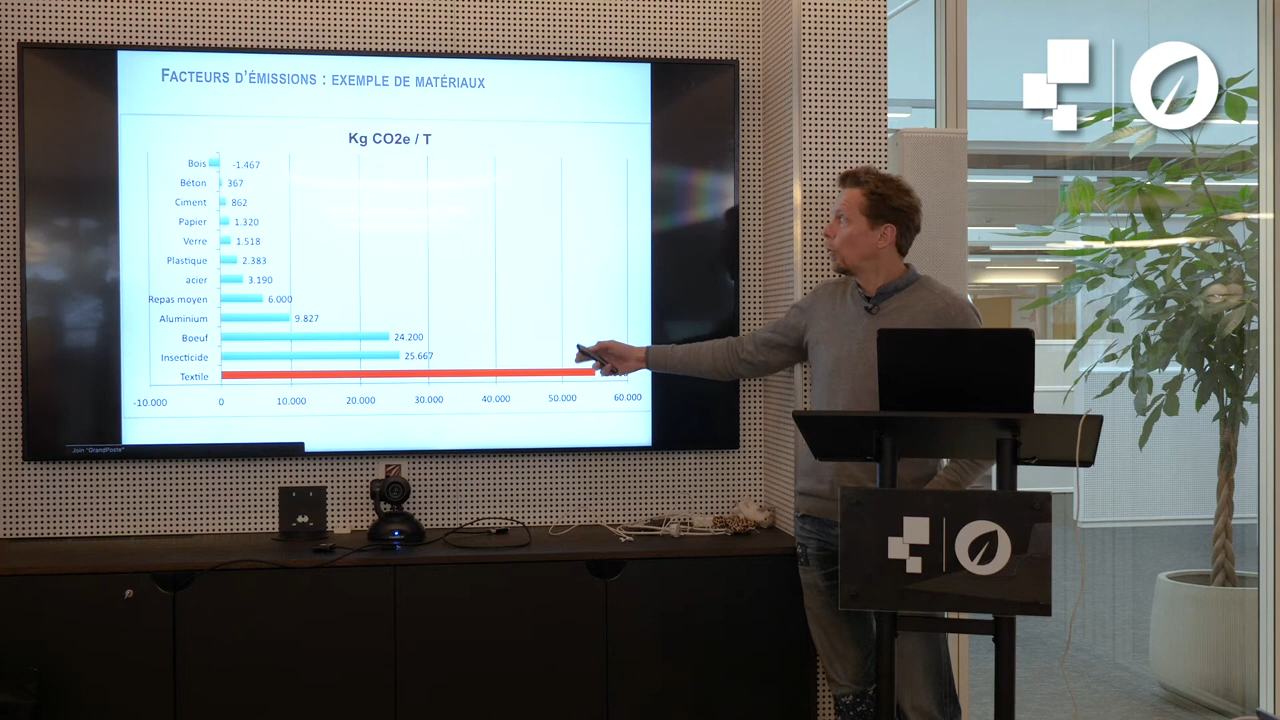 FACTEURS D'ÉMISSIONS : EXEMPLE DE MATÉRIAUX
Kg CO2e / T
Bois -1.467
Béton 367
Ciment 862
Papier 1.320
Verre 1.518
Plastique 2.383
acier 3.190
Repas moyen 6.000
Aluminium 9.827
Boeuf 24.200
Insecticide 25.667
Textile
-10.000 0 10.000 20.000 30.000 40.000 50.000 60.000
Join "GrandPoste"